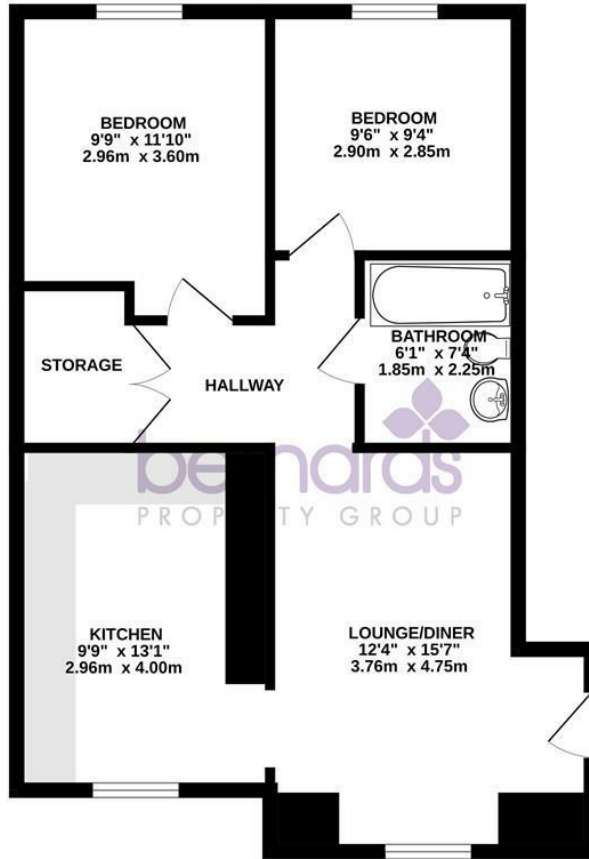 BEDROOM
9'9" x 11'10"
2.96m x 3.60m
BEDROOM
9'6" x 9'4"
2.90m x 2.85m
BATHROOM
6'1" x 7'4"
1.85m x 2.25m
STORAGE
HALLWAY
bernards
PROPERTY GROUP
KITCHEN
9'9" x 13'1"
2.96m x 4.00m
LOUNGE/DINER
12'4" x 15'7"
3.76m x 4.75m